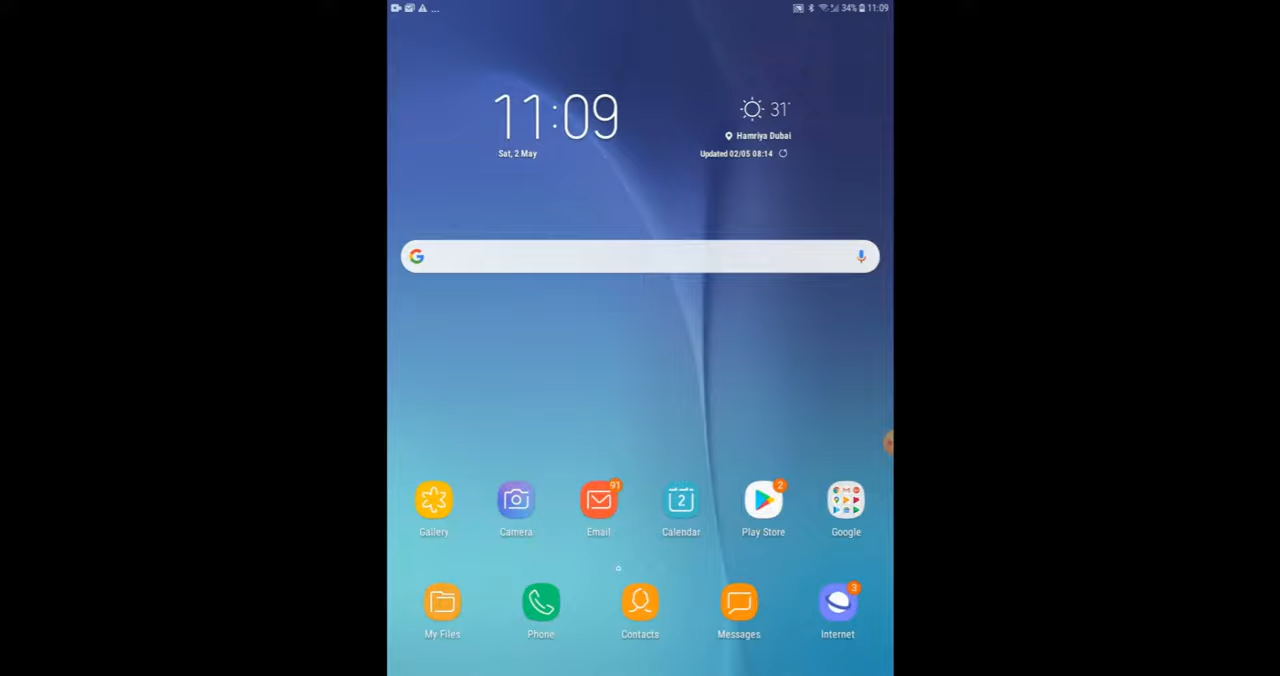 ... 34% 11:09
11:09
Sat, 2 May
31°
Hamriya Dubai
Updated 02/05 08:14
G
91
2
2
Gallery
Camera
Email
Calendar
Play Store
Google
3
My Files
Phone
Contacts
Messages
Internet